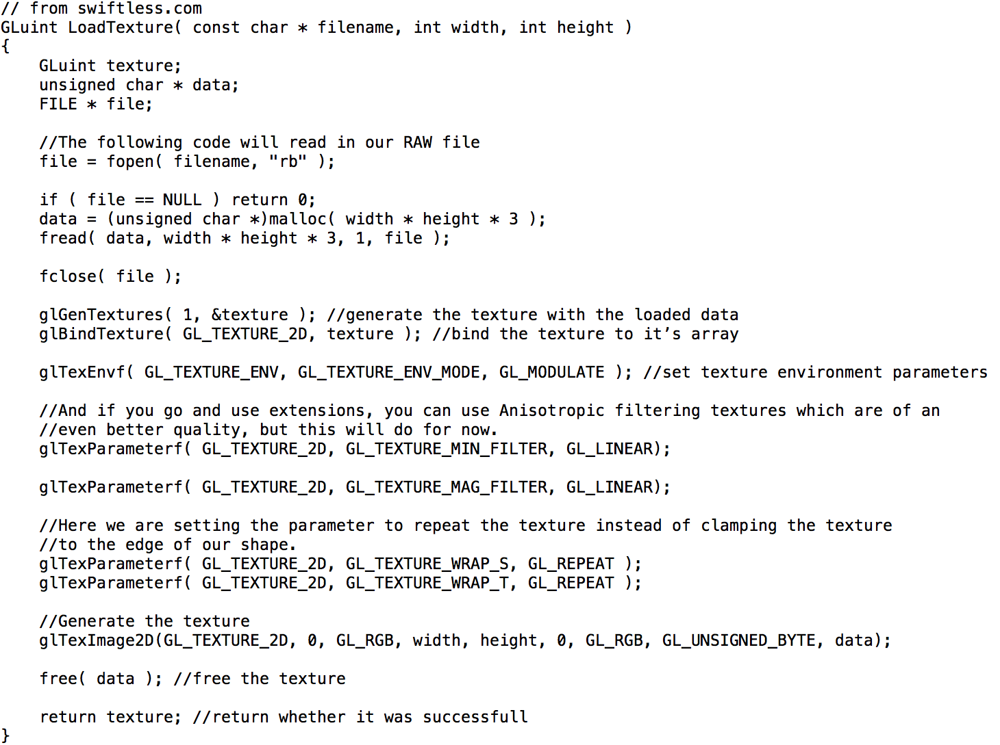 // from swiftless.com
GLuint LoadTexture( const char * filename, int width, int height )
{
    GLuint texture;
    unsigned char * data;
    FILE * file;

    //The following code will read in our RAW file
    file = fopen( filename, "rb" );

    if ( file == NULL ) return 0;
    data = (unsigned char *)malloc( width * height * 3 );
    fread( data, width * height * 3, 1, file );

    fclose( file );

    glGenTextures( 1, &texture ); //generate the texture with the loaded data
    glBindTexture( GL_TEXTURE_2D, texture ); //bind the texture to it’s array

    glTexEnvf( GL_TEXTURE_ENV, GL_TEXTURE_ENV_MODE, GL_MODULATE ); //set texture environment parameters

    //And if you go and use extensions, you can use Anisotropic filtering textures which are of an
    //even better quality, but this will do for now.
    glTexParameterf( GL_TEXTURE_2D, GL_TEXTURE_MIN_FILTER, GL_LINEAR);

    glTexParameterf( GL_TEXTURE_2D, GL_TEXTURE_MAG_FILTER, GL_LINEAR);

    //Here we are setting the parameter to repeat the texture instead of clamping the texture
    //to the edge of our shape.
    glTexParameterf( GL_TEXTURE_2D, GL_TEXTURE_WRAP_S, GL_REPEAT );
    glTexParameterf( GL_TEXTURE_2D, GL_TEXTURE_WRAP_T, GL_REPEAT );

    //Generate the texture
    glTexImage2D(GL_TEXTURE_2D, 0, GL_RGB, width, height, 0, GL_RGB, GL_UNSIGNED_BYTE, data);

    free( data ); //free the texture

    return texture; //return whether it was successfull
}